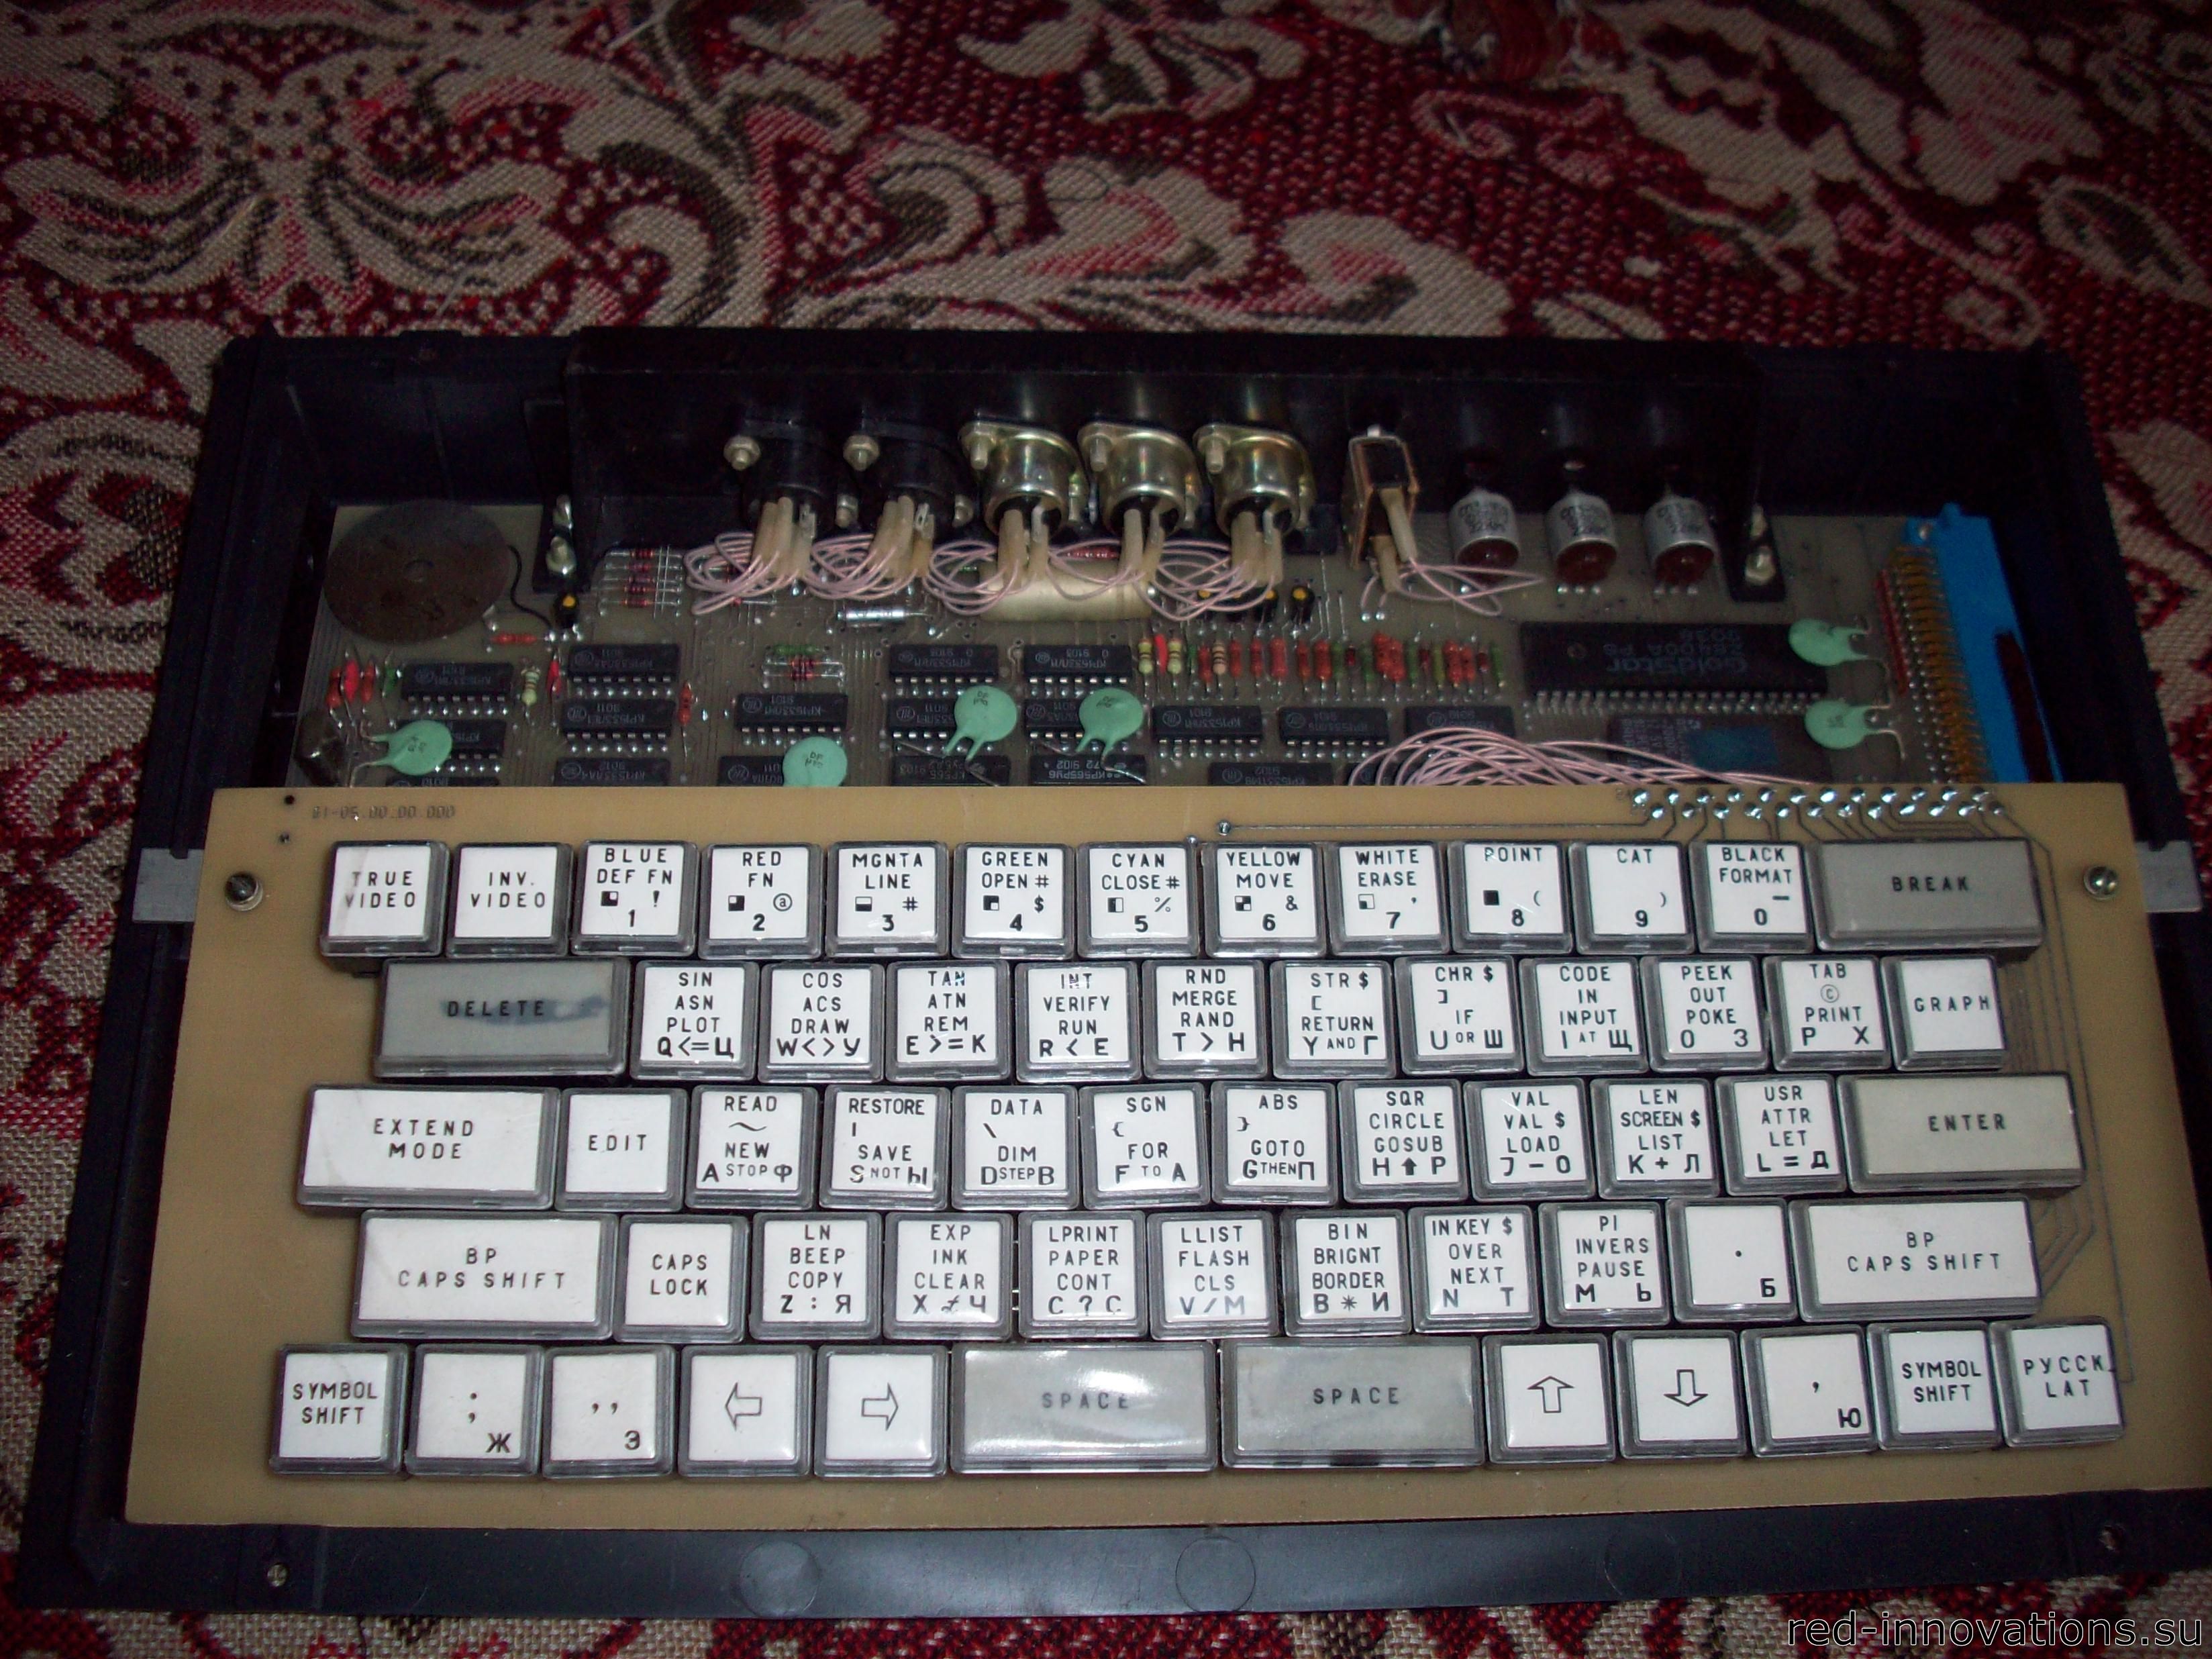 GoldStar
Z8400A PS
9036
TRUE
VIDEO
INV.
VIDEO
BLUE
DEF FN
!
1
RED
FN
@
2
MGNTA
LINE
#
3
GREEN
OPEN #
$
4
CYAN
CLOSE #
%
5
YELLOW
MOVE
&
6
WHITE
ERASE
'
7
POINT
(
8
CAT
)
9
BLACK
FORMAT
_
0
BREAK
DELETE
SIN
ASN
PLOT
Q <= Ц
COS
ACS
DRAW
W <> У
TAN
ATN
REM
E >= К
INT
VERIFY
RUN
R < Е
RND
MERGE
RAND
T > Н
STR $
[
RETURN
Y AND Г
CHR $
]
IF
U OR Ш
CODE
IN
INPUT
I AT Щ
PEEK
OUT
POKE
O З
TAB
©
PRINT
P Х
GRAPH
EXTEND
MODE
EDIT
READ
~
NEW
A STOP Ф
RESTORE
|
SAVE
S NOT Ы
DATA
\
DIM
D STEP В
SGN
{
FOR
F TO А
ABS
}
GOTO
G THEN П
SQR
CIRCLE
GOSUB
H ⬆ Р
VAL
VAL $
LOAD
J - О
LEN
SCREEN $
LIST
K + Л
USR
ATTR
LET
L = Д
ENTER
ВР
CAPS SHIFT
CAPS
LOCK
LN
BEEP
COPY
Z : Я
EXP
INK
CLEAR
X £ Ч
LPRINT
PAPER
CONT
C ? С
LLIST
FLASH
CLS
V / М
BIN
BRIGNT
BORDER
B * И
INKEY $
OVER
NEXT
N Т
PI
INVERS
PAUSE
M Ь
.
Б
ВР
CAPS SHIFT
SYMBOL
SHIFT
;
Ж
,,
Э
⇦
⇨
SPACE
SPACE
⇧
⇩
,
Ю
SYMBOL
SHIFT
РУССК.
LAT
red-innovations.su